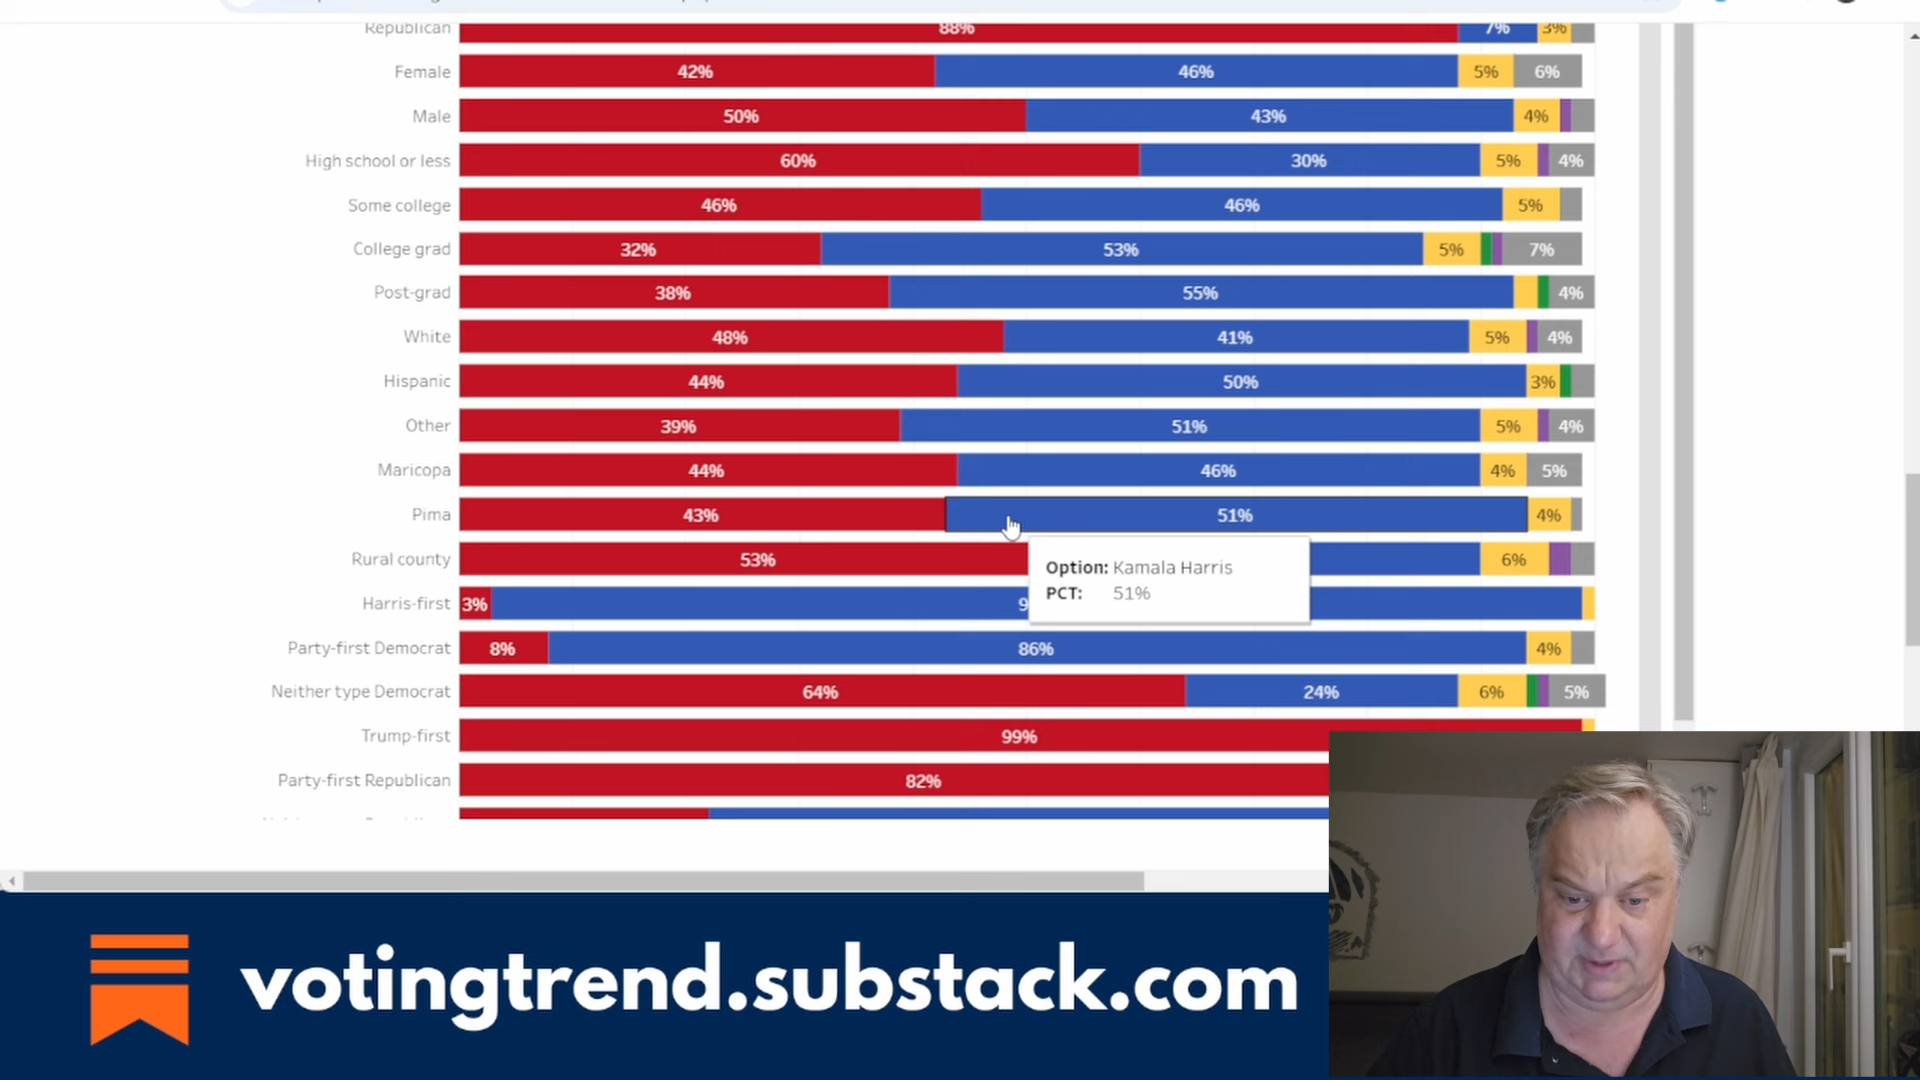 Republican 88% 7% 3%
Female 42% 46% 5% 6%
Male 50% 43% 4%
High school or less 60% 30% 5% 4%
Some college 46% 46% 5%
College grad 32% 53% 5% 7%
Post-grad 38% 55% 4%
White 48% 41% 5% 4%
Hispanic 44% 50% 3%
Other 39% 51% 5% 4%
Maricopa 44% 46% 4% 5%
Pima 43% 51% 4%
Rural county 53% 6%
Option: Kamala Harris
PCT: 51%
Harris-first 3% 9
Party-first Democrat 8% 86% 4%
Neither type Democrat 64% 24% 6% 5%
Trump-first 99%
Party-first Republican 82%
votingtrend.substack.com